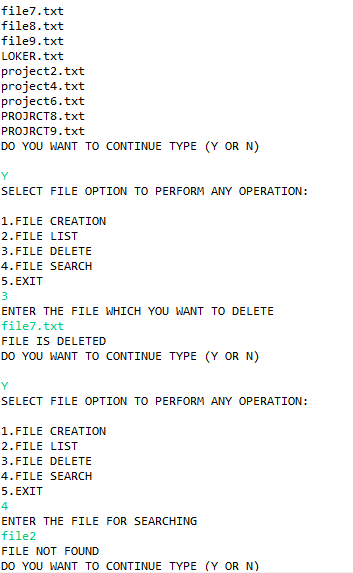 file7.txt
file8.txt
file9.txt
LOKER.txt
project2.txt
project4.txt
project6.txt
PROJRCT8.txt
PROJRCT9.txt
DO YOU WANT TO CONTINUE TYPE (Y OR N)
Y
SELECT FILE OPTION TO PERFORM ANY OPERATION:
1.FILE CREATION
2.FILE LIST
3.FILE DELETE
4.FILE SEARCH
5.EXIT
3
ENTER THE FILE WHICH YOU WANT TO DELETE
file7.txt
FILE IS DELETED
DO YOU WANT TO CONTINUE TYPE (Y OR N)
Y
SELECT FILE OPTION TO PERFORM ANY OPERATION:
1.FILE CREATION
2.FILE LIST
3.FILE DELETE
4.FILE SEARCH
5.EXIT
4
ENTER THE FILE FOR SEARCHING
file2
FILE NOT FOUND
DO YOU WANT TO CONTINUE TYPE (Y OR N)